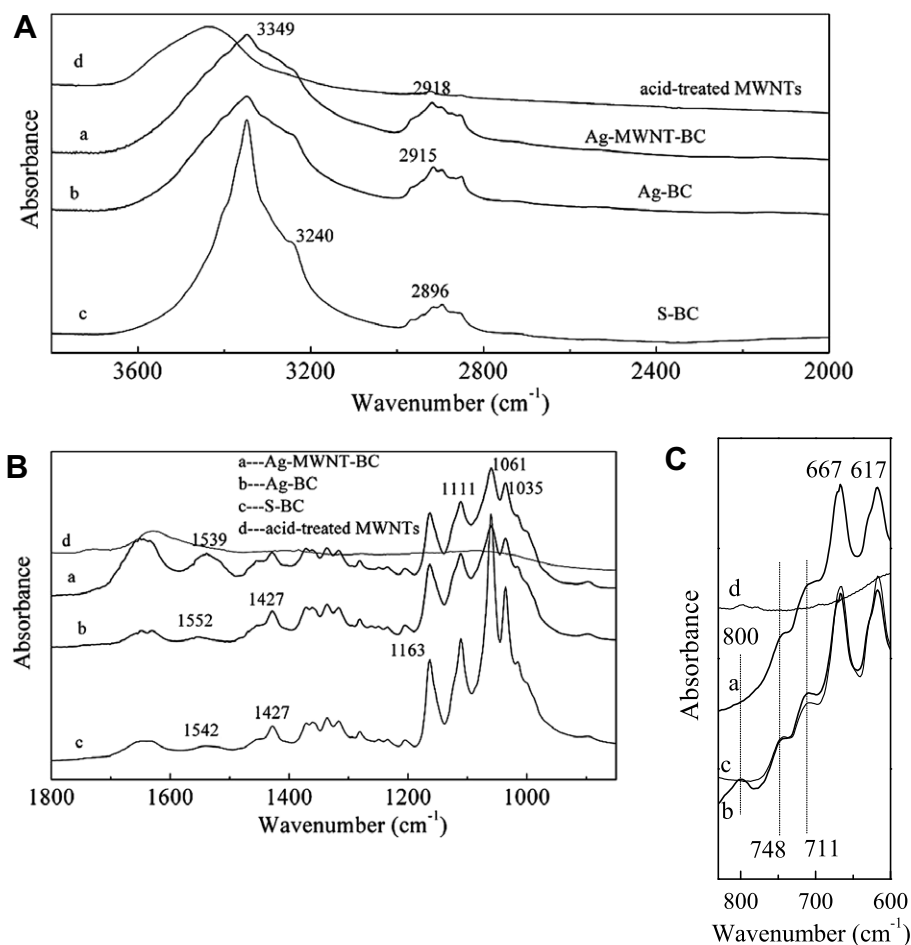 A
d
3349
2918
acid-treated MWNTs
a
Ag-MWNT-BC
2915
b
Ag-BC
3240
2896
c
S-BC
Absorbance
3600 3200 2800 2400 2000
Wavenumber (cm-1)
B
a---Ag-MWNT-BC
b---Ag-BC
c---S-BC
d---acid-treated MWNTs
1061
1111
1035
d
1539
a
1552
1427
b
1163
1542
1427
c
Absorbance
1800 1600 1400 1200 1000
Wavenumber (cm-1)
C
667 617
d
800
a
c
b
748 711
Absorbance
800 700 600
Wavenumber (cm-1)